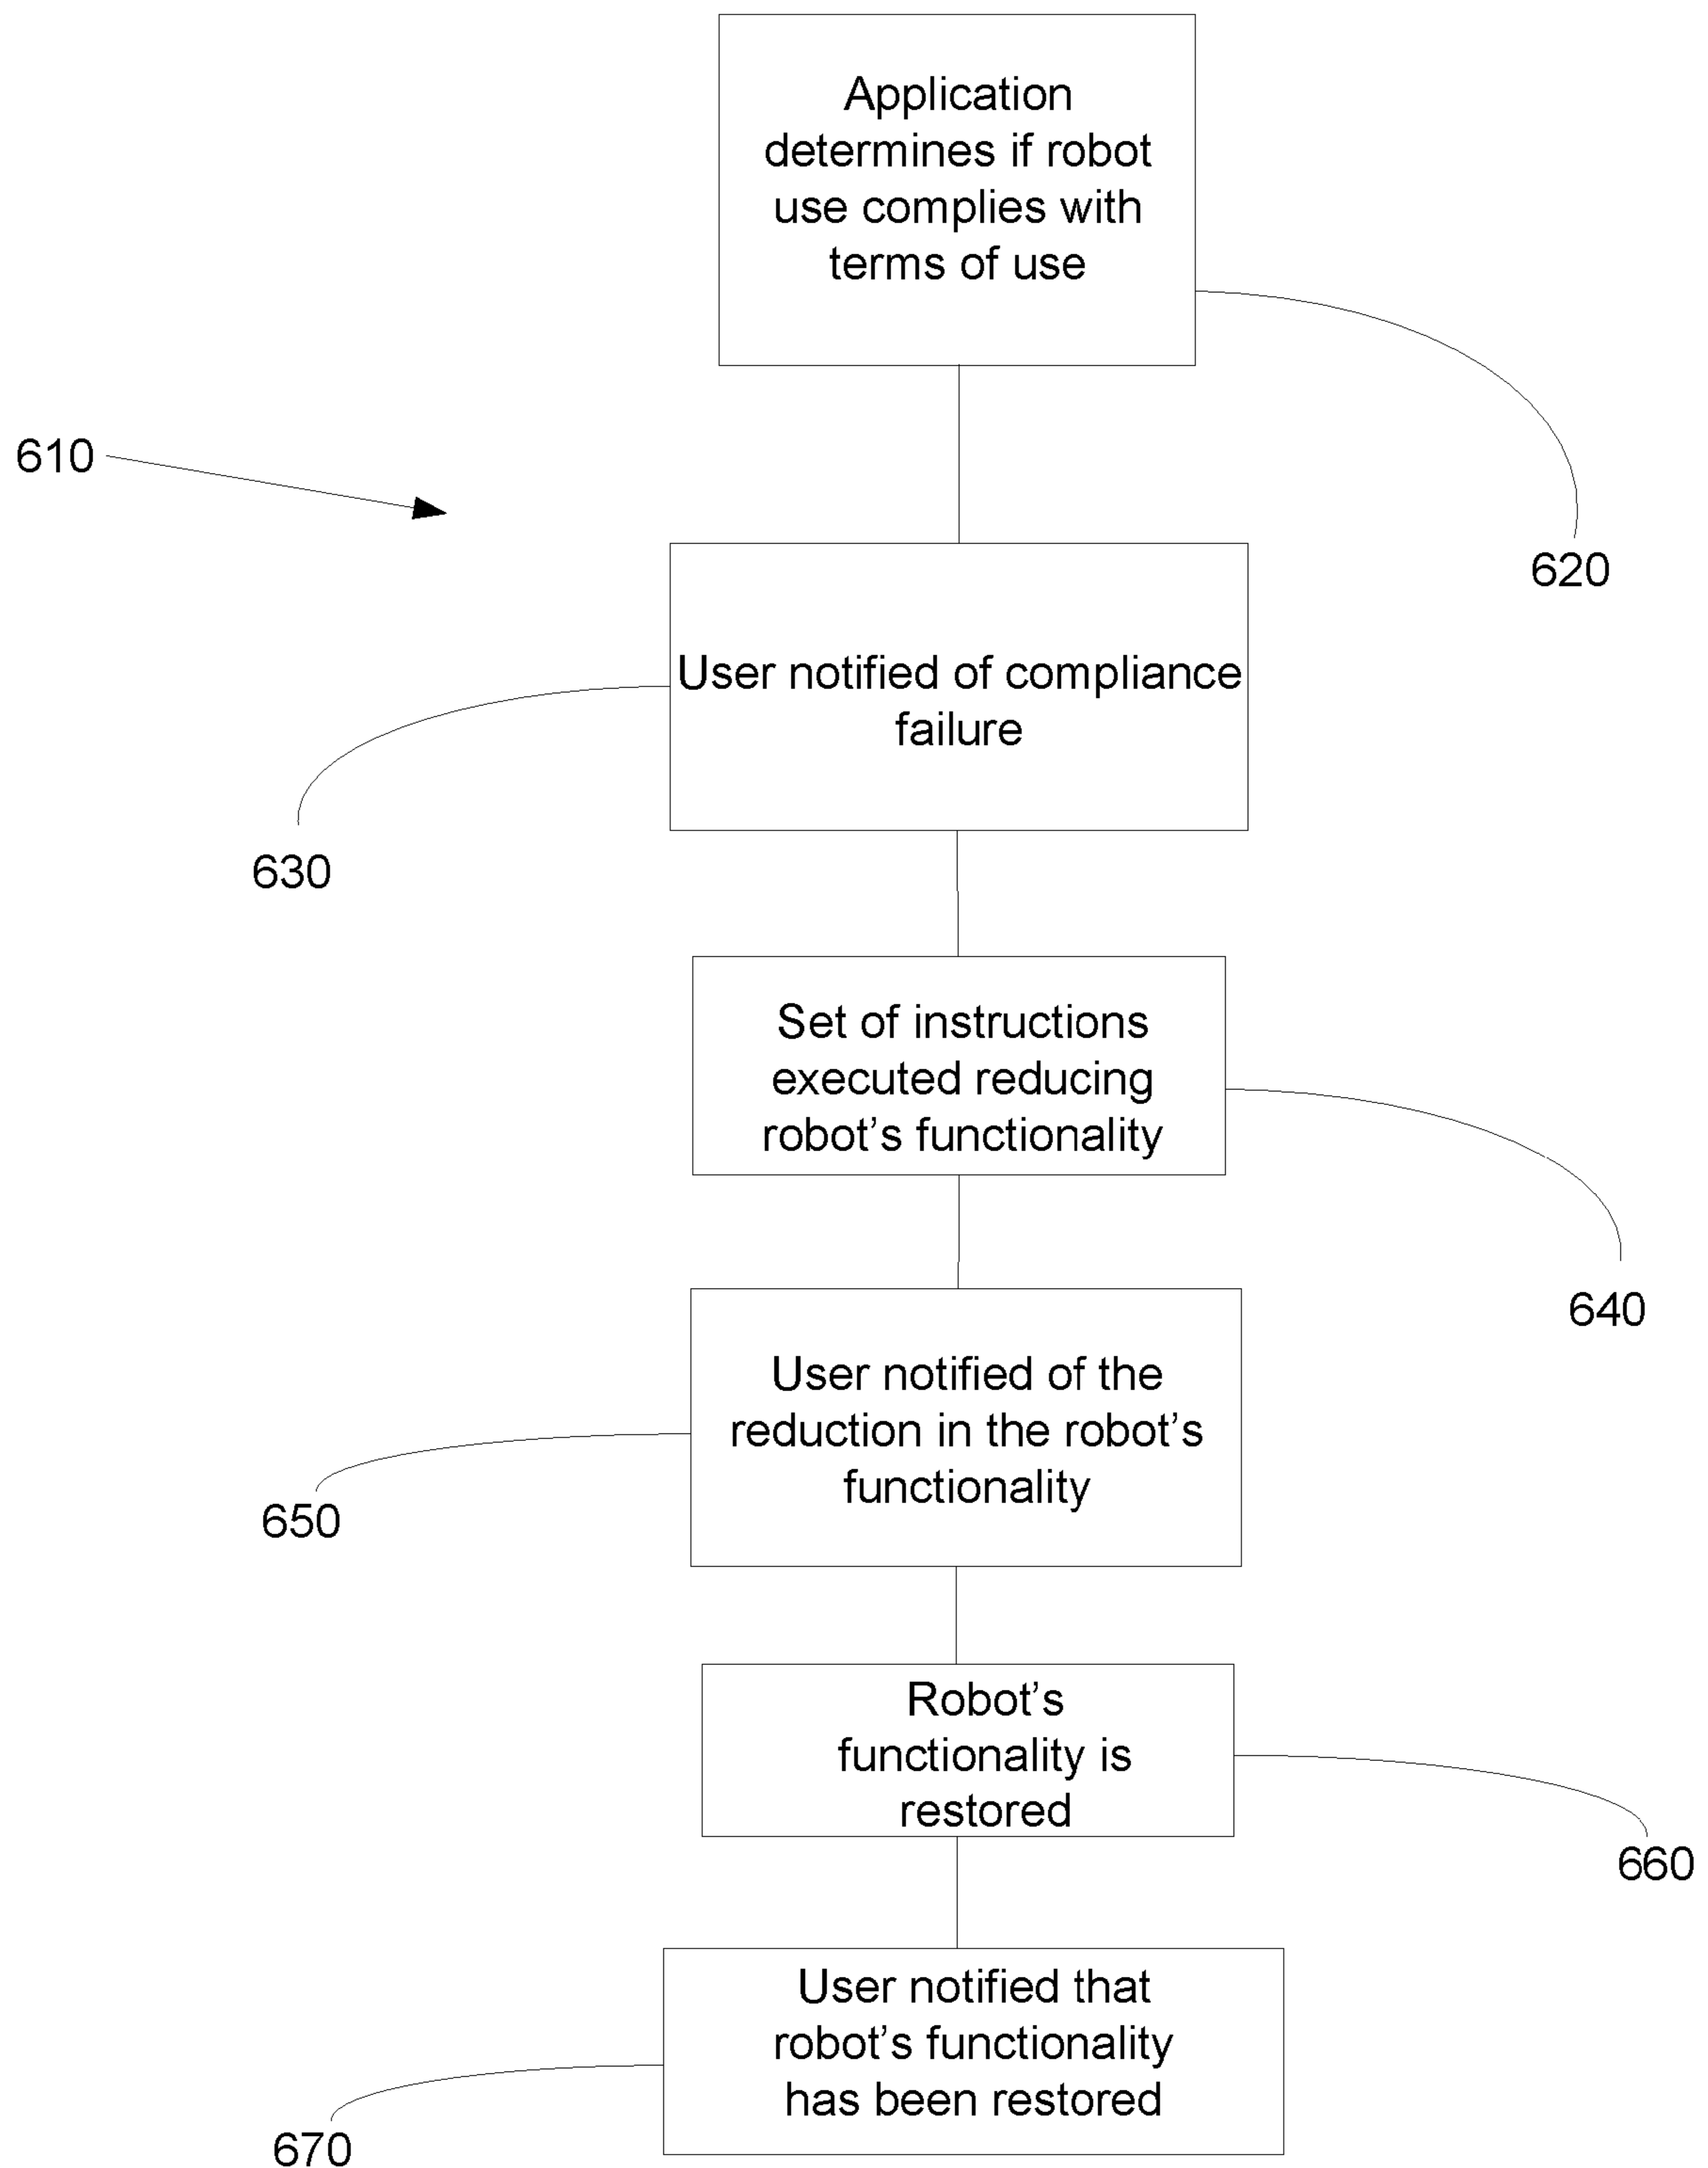 Application
determines if robot
use complies with
terms of use
610
620
User notified of compliance
failure
630
Set of instructions
executed reducing
robot’s functionality
640
User notified of the
reduction in the robot’s
functionality
650
Robot’s
functionality is
restored
660
User notified that
robot’s functionality
has been restored
670